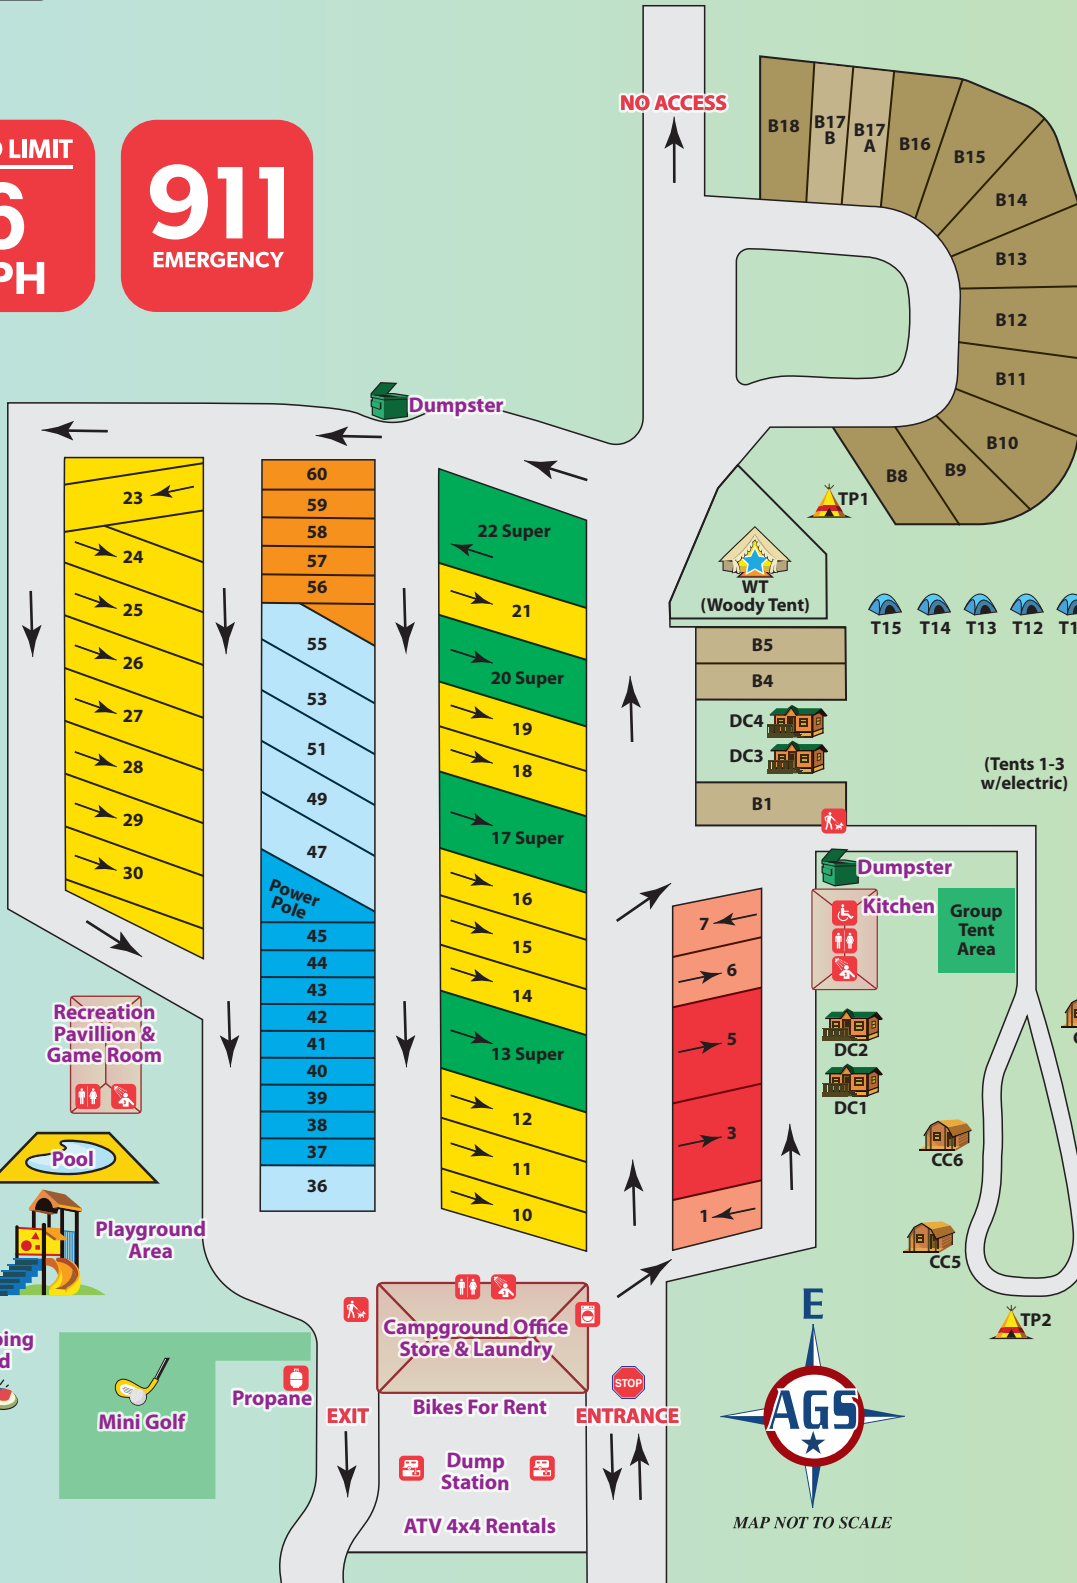 NO ACCESS
LIMIT
6
PH
911
EMERGENCY
B18
B17
B
B17
A
B16
B15
B14
B13
B12
B11
B10
B9
B8
TP1
Dumpster
WT
(Woody Tent)
T15
T14
T13
T12
B5
B4
DC4
DC3
B1
(Tents 1-3
w/electric)
23
24
25
26
27
28
29
30
60
59
58
57
56
55
53
51
49
47
Power
Pole
45
44
43
42
41
40
39
38
37
36
22 Super
21
20 Super
19
18
17 Super
16
15
14
13 Super
12
11
10
7
6
5
3
1
Dumpster
Kitchen
Group
Tent
Area
DC2
DC1
CC6
CC5
TP2
Recreation
Pavillion &
Game Room
Pool
Playground
Area
Mini Golf
Propane
EXIT
Campground Office
Store & Laundry
Bikes For Rent
STOP
ENTRANCE
Dump
Station
ATV 4x4 Rentals
E
AGS
MAP NOT TO SCALE